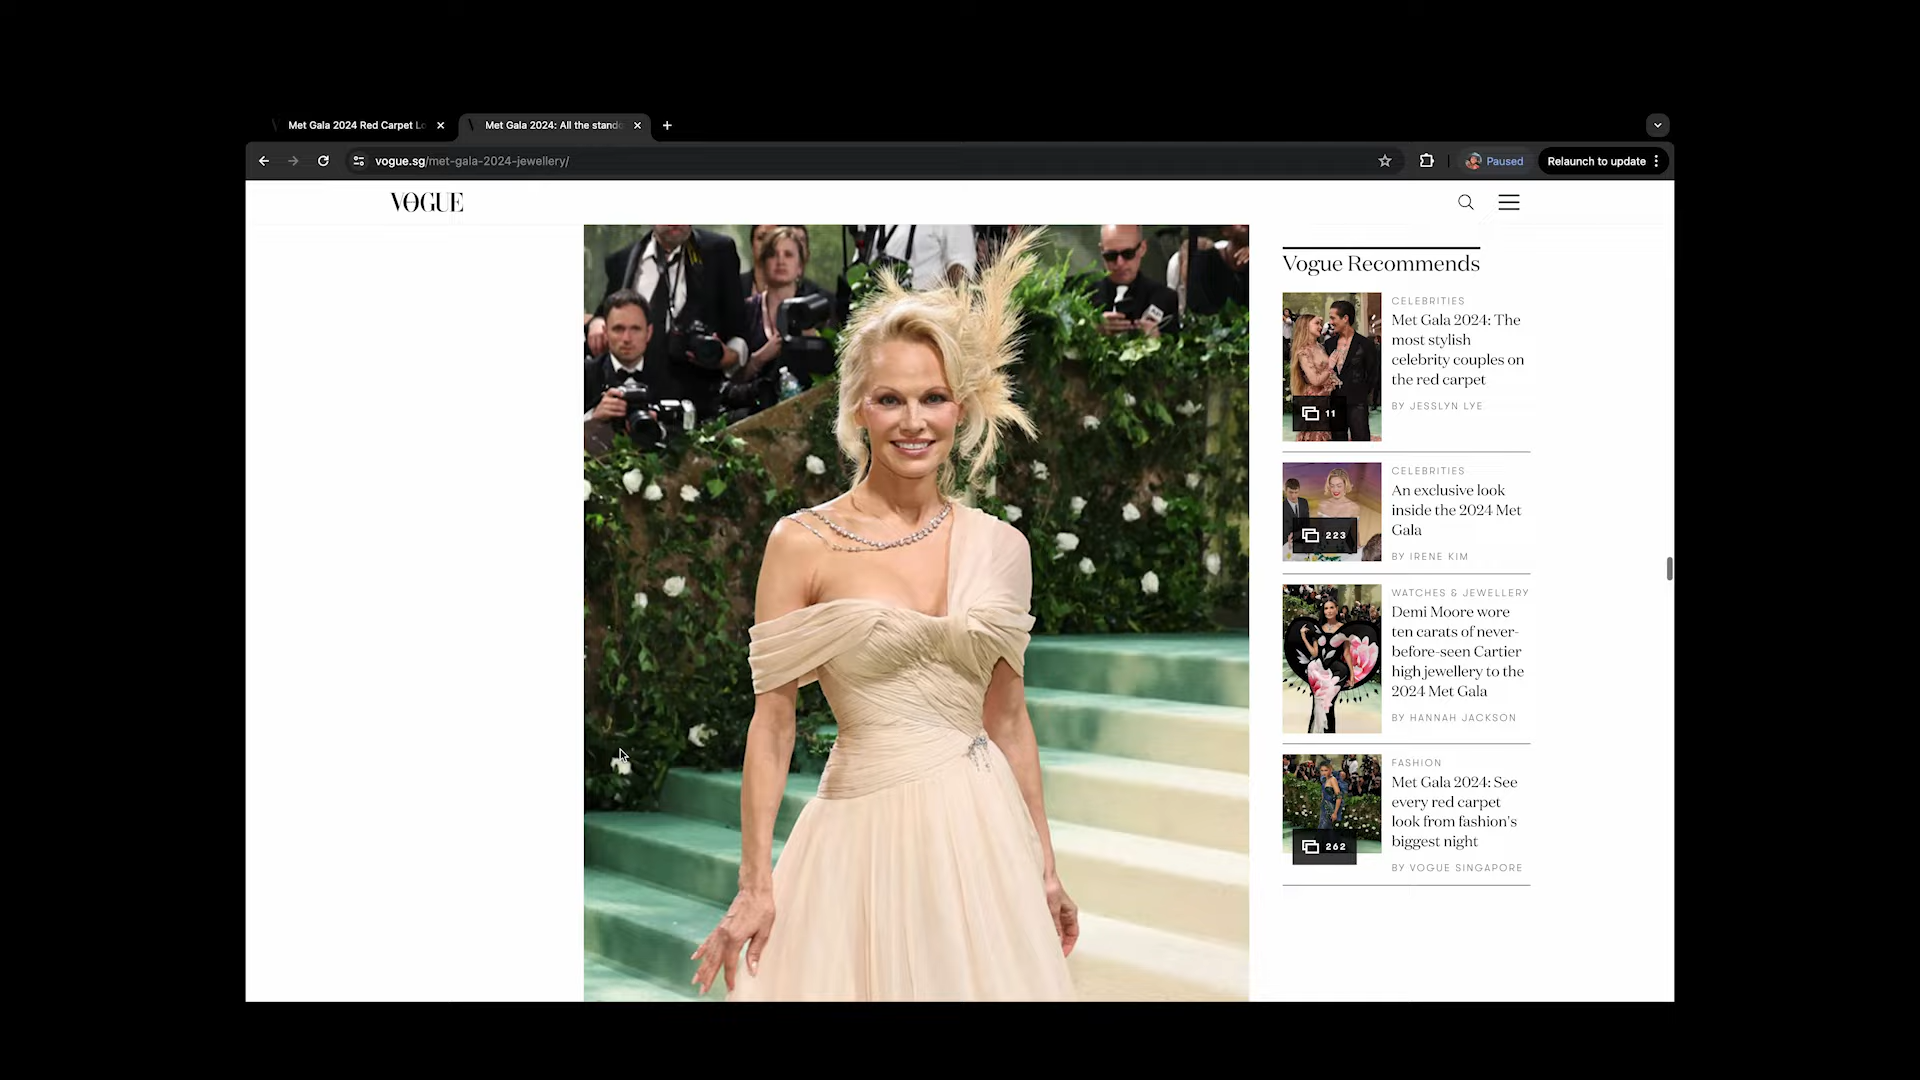 Met Gala 2024 Red Carpet Lo
Met Gala 2024: All the stando
vogue.sg/met-gala-2024-jewellery/
Paused
Relaunch to update
VOGUE
Vogue Recommends
CELEBRITIES
Met Gala 2024: The
most stylish
celebrity couples on
the red carpet
BY JESSLYN LYE
11
CELEBRITIES
An exclusive look
inside the 2024 Met
Gala
BY IRENE KIM
223
WATCHES & JEWELLERY
Demi Moore wore
ten carats of never-
before-seen Cartier
high jewellery to the
2024 Met Gala
BY HANNAH JACKSON
FASHION
Met Gala 2024: See
every red carpet
look from fashion's
biggest night
BY VOGUE SINGAPORE
262